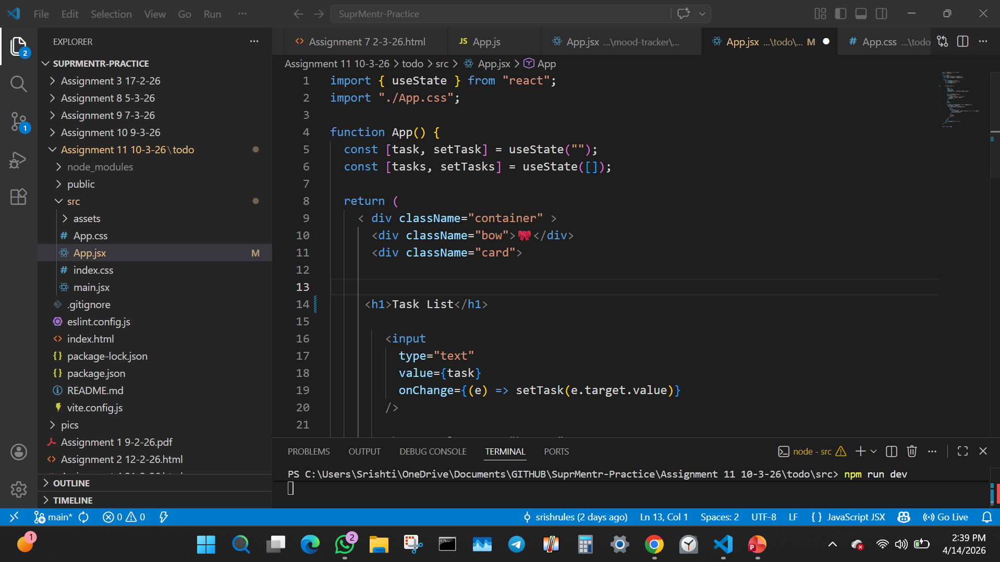 File Edit Selection View Go Run
SuprMentr-Practice
EXPLORER
SUPRMENTR-PRACTICE
Assignment 3 17-2-26
Assignment 8 5-3-26
Assignment 9 7-3-26
Assignment 10 9-3-26
Assignment 11 10-3-26\todo
node_modules
public
src
assets
App.css
App.jsx M
index.css
main.jsx
.gitignore
eslint.config.js
index.html
package-lock.json
package.json
README.md
vite.config.js
pics
Assignment 1 9-2-26.pdf
Assignment 2 12-2-26.html
OUTLINE
TIMELINE
2
1
Assignment 7 2-3-26.html
JS App.js
App.jsx ...\mood-tracker\...
App.jsx ...\todo\... M
# App.css ...\todo
Assignment 11 10-3-26 > todo > src > App.jsx > App
1 import { useState } from "react";
2 import "./App.css";
3
4 function App() {
5 const [task, setTask] = useState("");
6 const [tasks, setTasks] = useState([]);
7
8 return (
9 < div className="container" >
10 <div className="bow">🎀</div>
11 <div className="card">
12
13
14 <h1>Task List</h1>
15
16 <input
17 type="text"
18 value={task}
19 onChange={(e) => setTask(e.target.value)}
20 />
21
PROBLEMS OUTPUT DEBUG CONSOLE TERMINAL PORTS
node - src
PS C:\Users\Srishti\OneDrive\Documents\GITHUB\SuprMentr-Practice\Assignment 11 10-3-26\todo\src> npm run dev
main* 0 0
srishrules (2 days ago) Ln 13, Col 1 Spaces: 2 UTF-8 LF { } JavaScript JSX Go Live
1
2
2:39 PM
4/14/2026